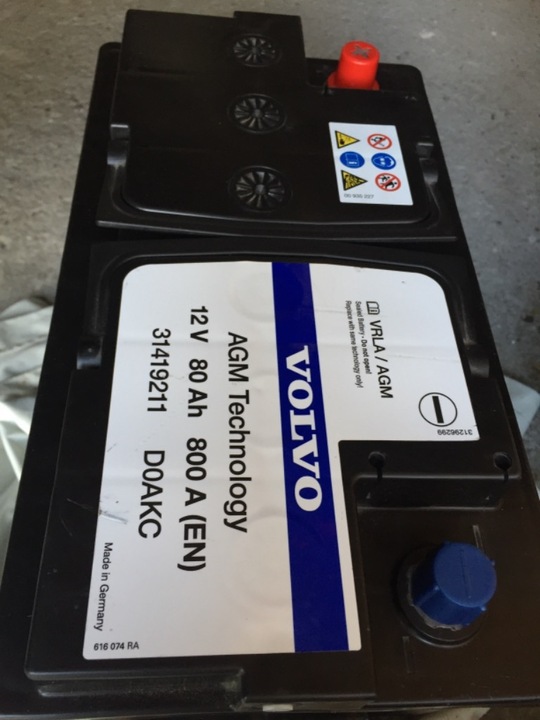 VOLVO
VRLA / AGM
Sealed Battery - Do not open!
Replace with same technology only!
31296299
AGM Technology
12V 80 Ah 800 A (EN)
31419211 D0AKC
Made in Germany
616 074 RA